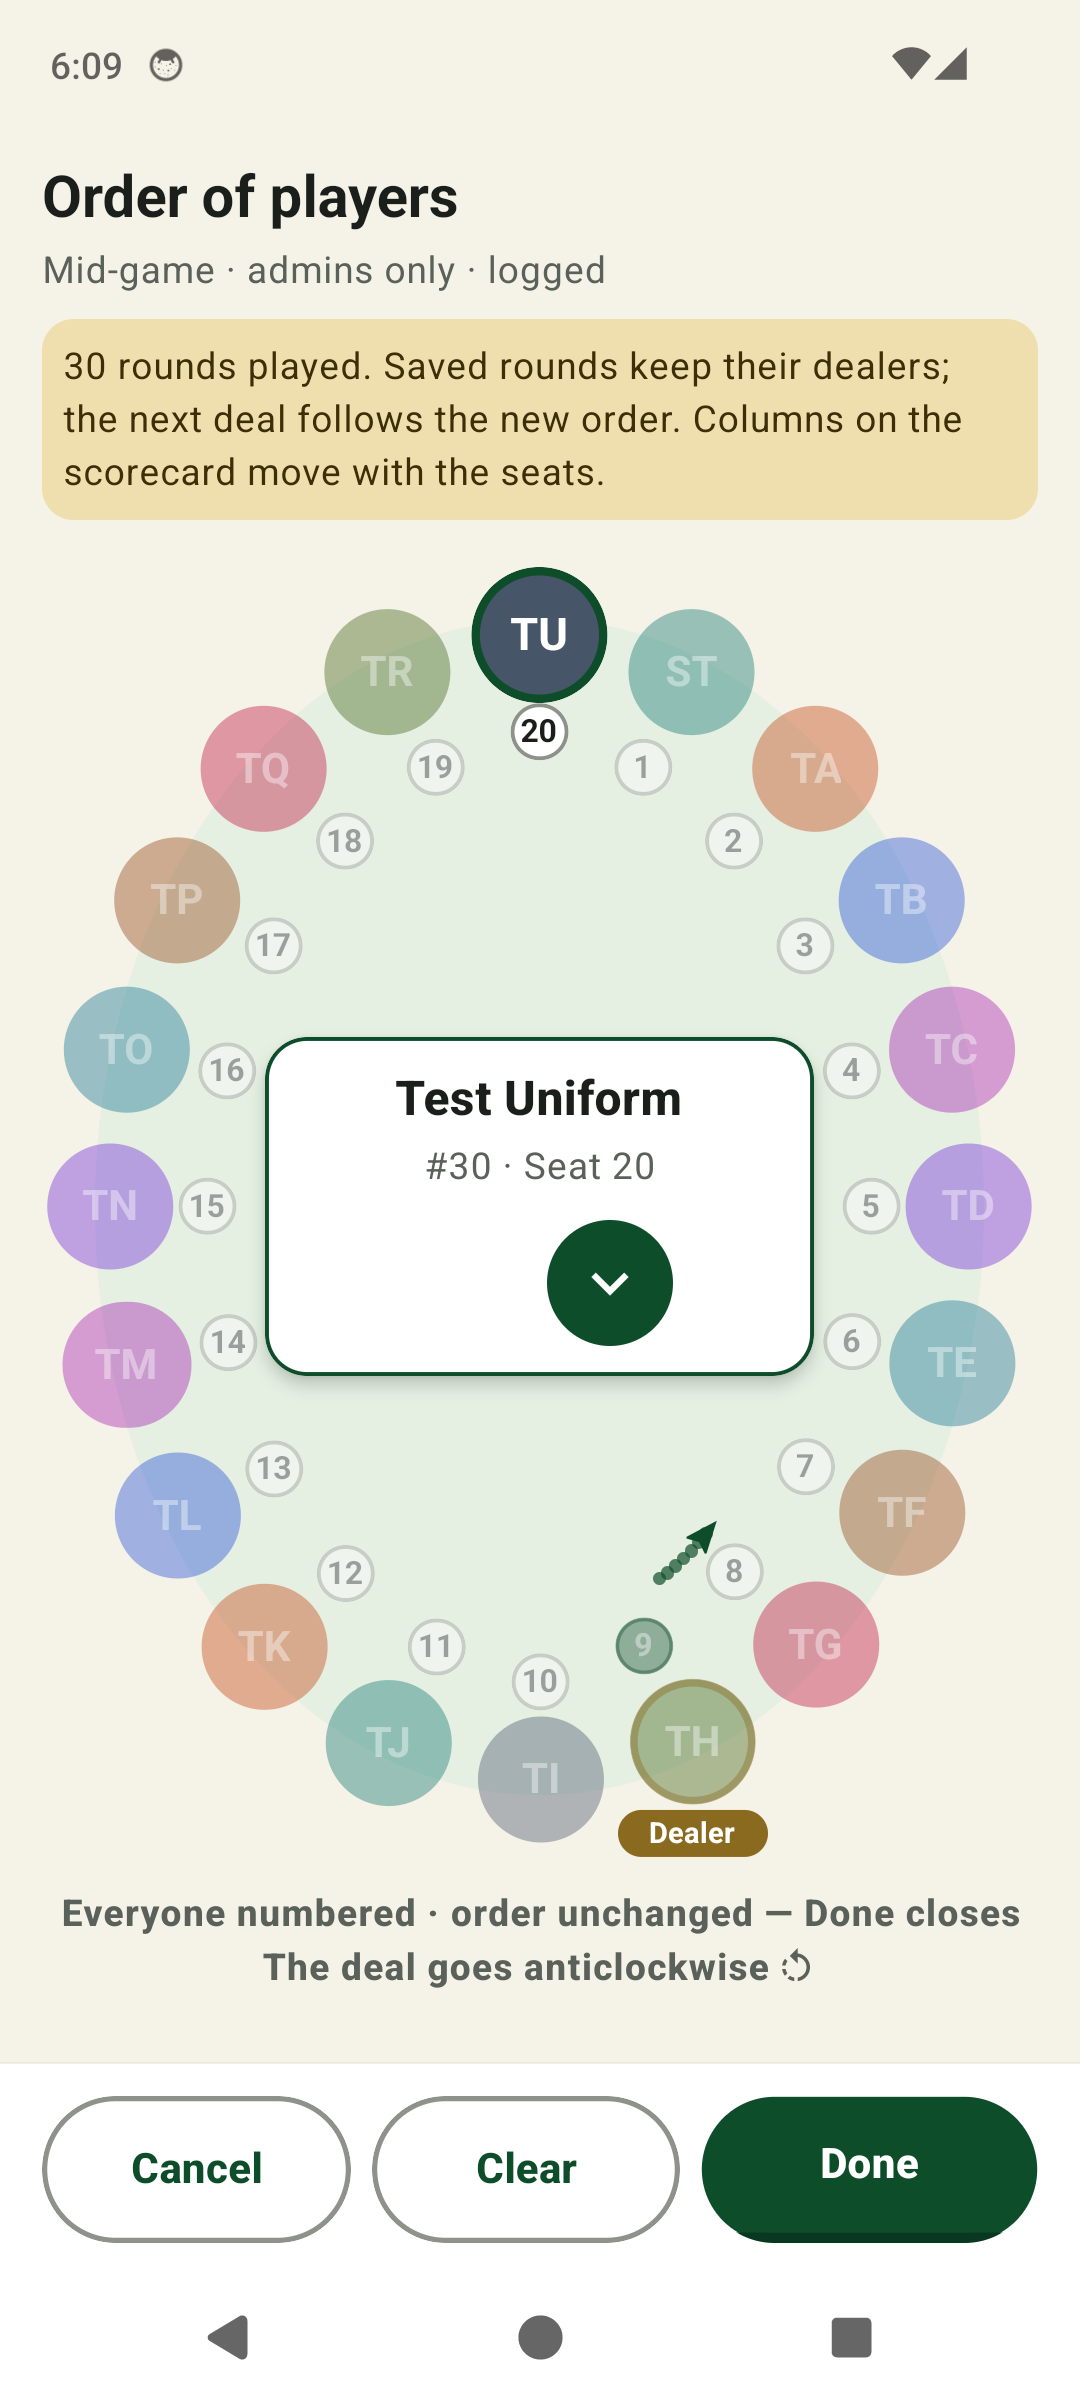 6:09
Order of players
Mid-game · admins only · logged
30 rounds played. Saved rounds keep their dealers;
the next deal follows the new order. Columns on the
scorecard move with the seats.
TU
TR
ST
20
TQ
19
1
TA
18
2
TP
TB
17
3
TO
16
4
TC
Test Uniform
#30 · Seat 20
TN
15
5
TD
TM
14
6
TE
13
7
TL
TF
12
8
TK
11
9
TG
10
TJ
TH
TI
Dealer
Everyone numbered · order unchanged — Done closes
The deal goes anticlockwise
Cancel
Clear
Done